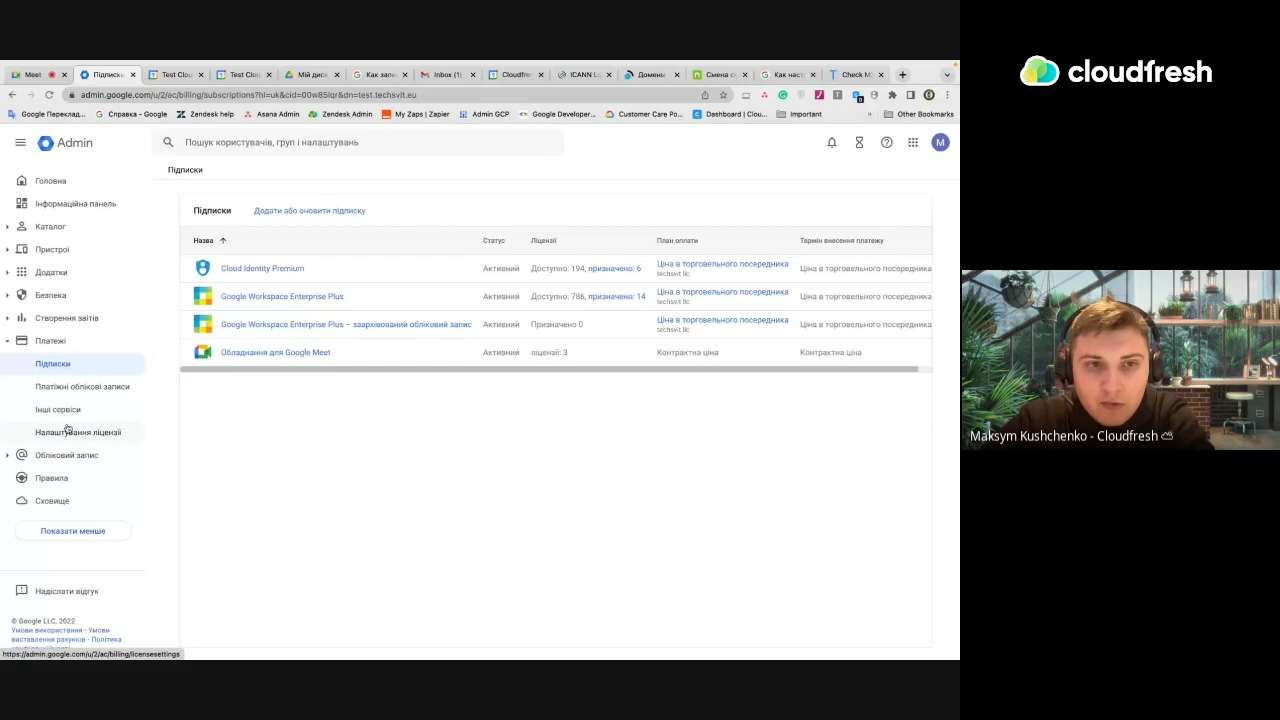 cloudfresh
Meet
Підписки
Test Clou
Test Clou
Мій диск
Как запи
Inbox (1)
Cloudfre
ICANN Lo
Домены
Смена се
Как наст
Check M
admin.google.com/u/2/ac/billing/subscriptions?hl=uk&cid=00w85lqr&dn=test.techsvit.eu
Google Переклад...
Справка - Google
Zendesk help
Asana Admin
Zendesk Admin
My Zaps | Zapier
Admin GCP
Google Developer...
Customer Care Po...
Dashboard | Clou...
Important
Other Bookmarks
Admin
Пошук користувачів, груп і налаштувань
M
Підписки
Головна
Інформаційна панель
Каталог
Пристрої
Додатки
Безпека
Створення звітів
Платежі
Підписки
Платіжні облікові записи
Інші сервіси
Налаштування ліцензії
Обліковий запис
Правила
Сховище
Показати менше
Надіслати відгук
© Google LLC, 2022
Умови використання - Умови
виставлення рахунків - Політика
https://admin.google.com/u/2/ac/billing/licensesettings
Підписки Додати або оновити підписку
Назва Статус Ліцензії План оплати Термін внесення платежу
Cloud Identity Premium Активний Доступно: 194, призначено: 6 Ціна в торговельного посередника Ціна в торговельного посередника
techsvit llc
Google Workspace Enterprise Plus Активний Доступно: 786, призначено: 14 Ціна в торговельного посередника Ціна в торговельного посередника
techsvit llc
Google Workspace Enterprise Plus – заархівований обліковий запис Активний Призначено 0 Ціна в торговельного посередника Ціна в торговельного посередника
techsvit llc
Обладнання для Google Meet Активний ліцензії: 3 Контрактна ціна Контрактна ціна
Maksym Kushchenko - Cloudfresh